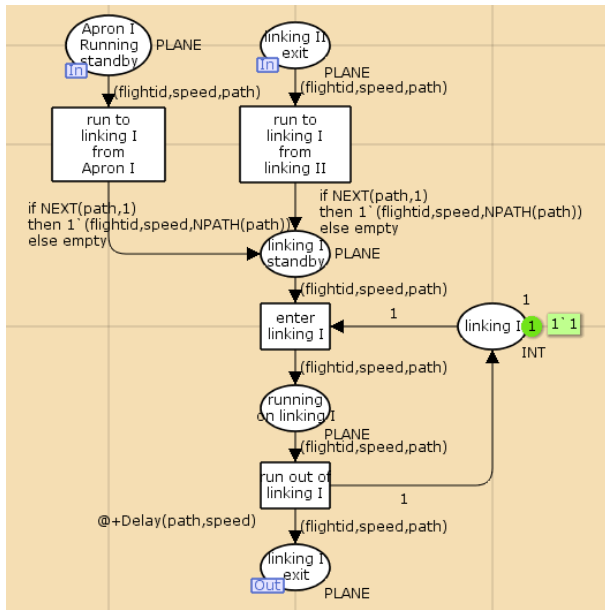 Apron I
Running
standby
PLANE
In
linking II
exit
PLANE
In
(flightid,speed,path)
(flightid,speed,path)
run to
linking I
from
Apron I
run to
linking I
from
linking II
if NEXT(path,1)
then 1`(flightid,speed,NPATH(path))
else empty
if NEXT(path,1)
then 1`(flightid,speed,NPATH(path))
else empty
linking I
standby
PLANE
(flightid,speed,path)
enter
linking I
1
linking I
1
1
1`1
INT
(flightid,speed,path)
running
on linking I
PLANE
(flightid,speed,path)
run out of
linking I
1
@+Delay(path,speed)
(flightid,speed,path)
linking I
exit
Out
PLANE